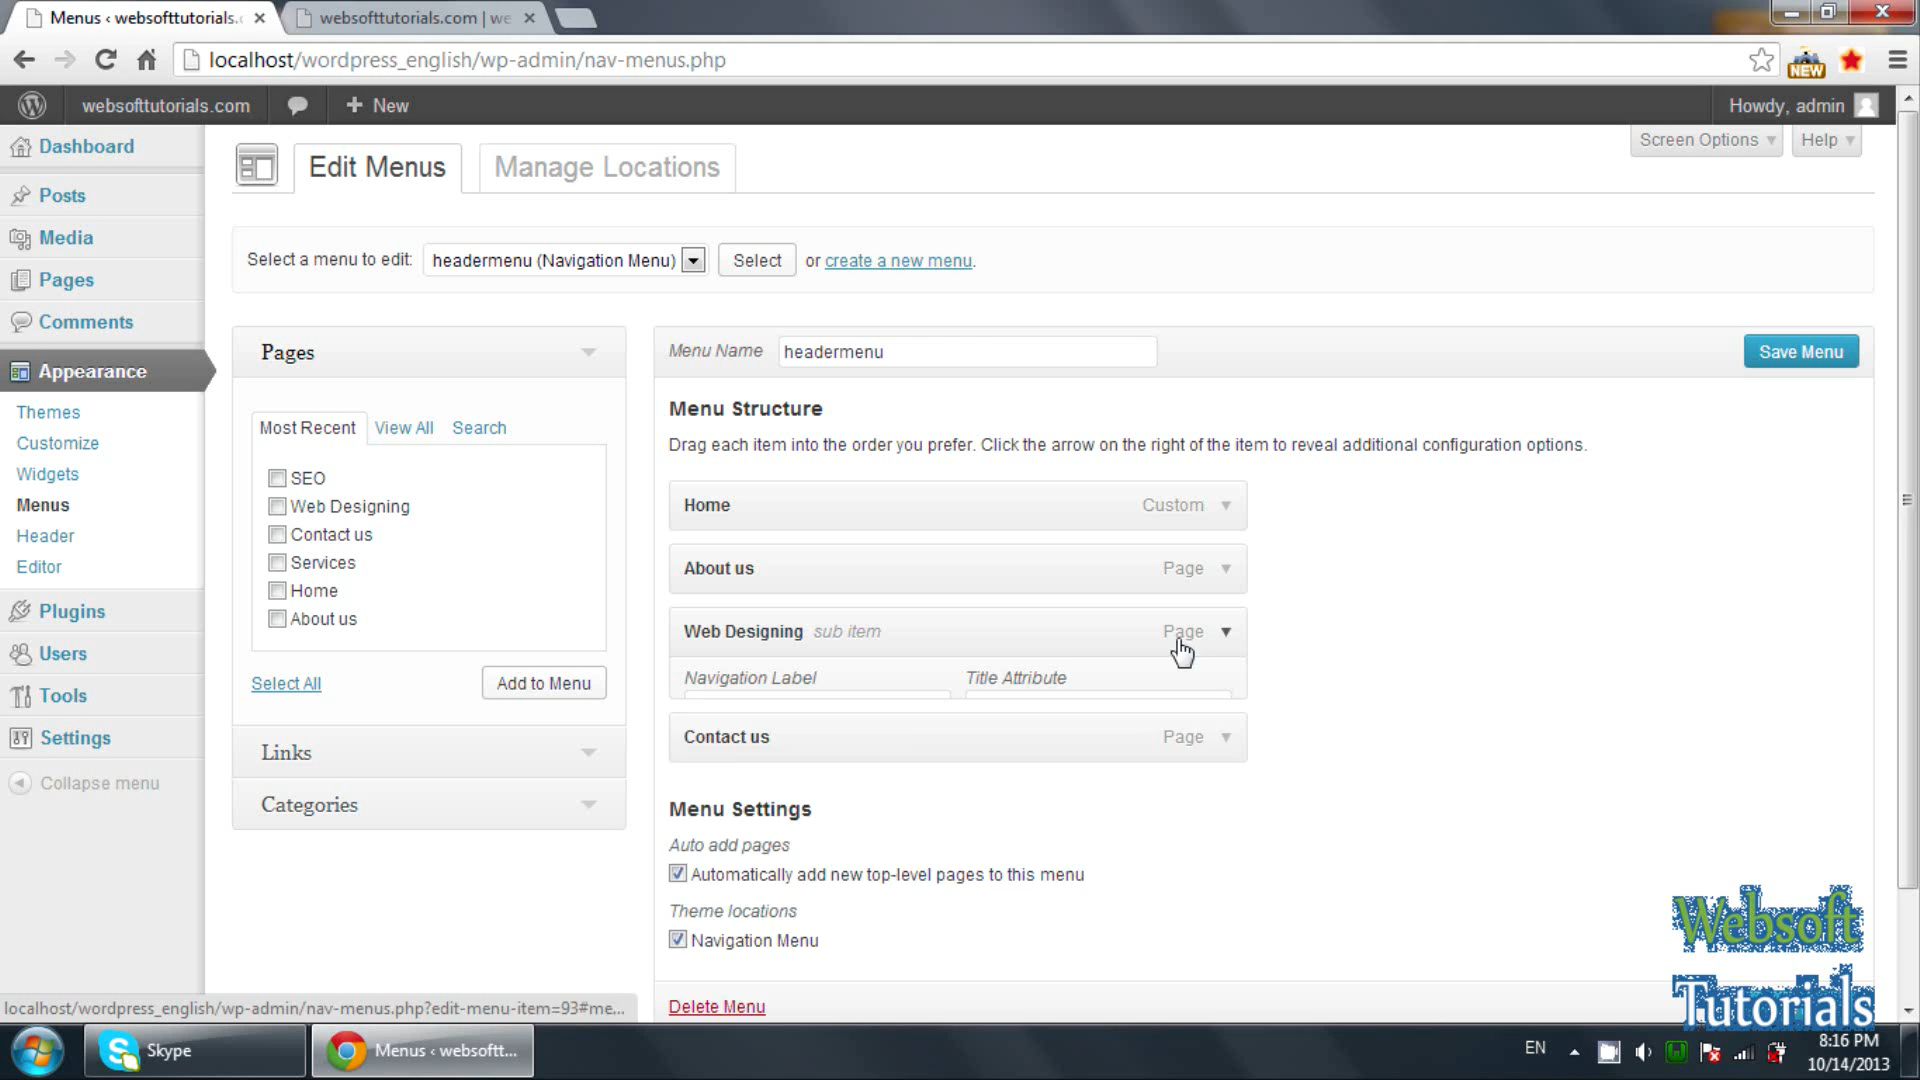 Menus ‹ websofttutorials.
websofttutorials.com | we
localhost/wordpress_english/wp-admin/nav-menus.php
NEW
websofttutorials.com
+ New
Howdy, admin
Dashboard
Posts
Media
Pages
Comments
Appearance
Themes
Customize
Widgets
Menus
Header
Editor
Plugins
Users
Tools
Settings
Collapse menu
Screen Options
Help
Edit Menus
Manage Locations
Select a menu to edit:
headermenu (Navigation Menu)
Select
or create a new menu.
Pages
Most Recent
View All
Search
SEO
Web Designing
Contact us
Services
Home
About us
Select All
Add to Menu
Links
Categories
Menu Name
headermenu
Save Menu
Menu Structure
Drag each item into the order you prefer. Click the arrow on the right of the item to reveal additional configuration options.
Home
Custom
About us
Page
Web Designing sub item
Page
Navigation Label
Title Attribute
Contact us
Page
Menu Settings
Auto add pages
Automatically add new top-level pages to this menu
Theme locations
Navigation Menu
Delete Menu
Websoft
Tutorials
localhost/wordpress_english/wp-admin/nav-menus.php?edit-menu-item=93#me...
Skype
Menus ‹ websoftt...
EN
8:16 PM
10/14/2013